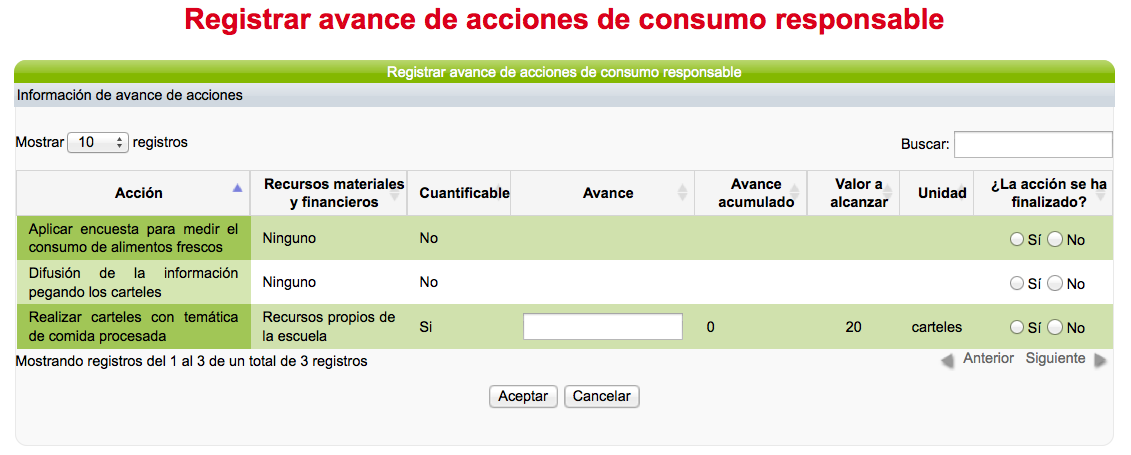 Registrar avance de acciones de consumo responsable
Registrar avance de acciones de consumo responsable
Información de avance de acciones
Mostrar 10 registros
Buscar:
Acción Recursos materiales y financieros Cuantificable Avance Avance acumulado Valor a alcanzar Unidad ¿La acción se ha finalizado?
Aplicar encuesta para medir el consumo de alimentos frescos Ninguno No Sí No
Difusión de la información pegando los carteles Ninguno No Sí No
Realizar carteles con temática de comida procesada Recursos propios de la escuela Si 0 20 carteles Sí No
Mostrando registros del 1 al 3 de un total de 3 registros
Anterior Siguiente
Aceptar Cancelar